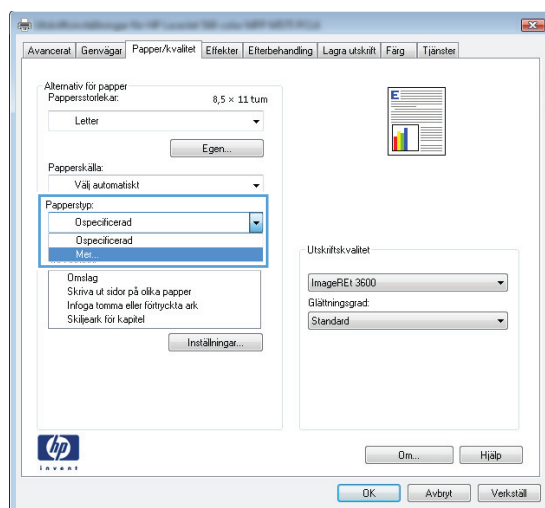 Avancerat Genvägar Papper/kvalitet Effekter Efterbehandling Lagra utskrift Färg Tjänster
Alternativ för papper
Pappersstorlekar: 8,5 × 11 tum
Letter
Egen...
Papperskälla:
Välj automatiskt
Papperstyp:
Ospecificerad
Ospecificerad
Mer...
Omslag
Skriva ut sidor på olika papper
Infoga tomma eller förtryckta ark
Skiljeark för kapitel
Inställningar...
E
Utskriftskvalitet
ImageREt 3600
Glättningsgrad:
Standard
hp
invent
Om... Hjälp
OK Avbryt Verkställ